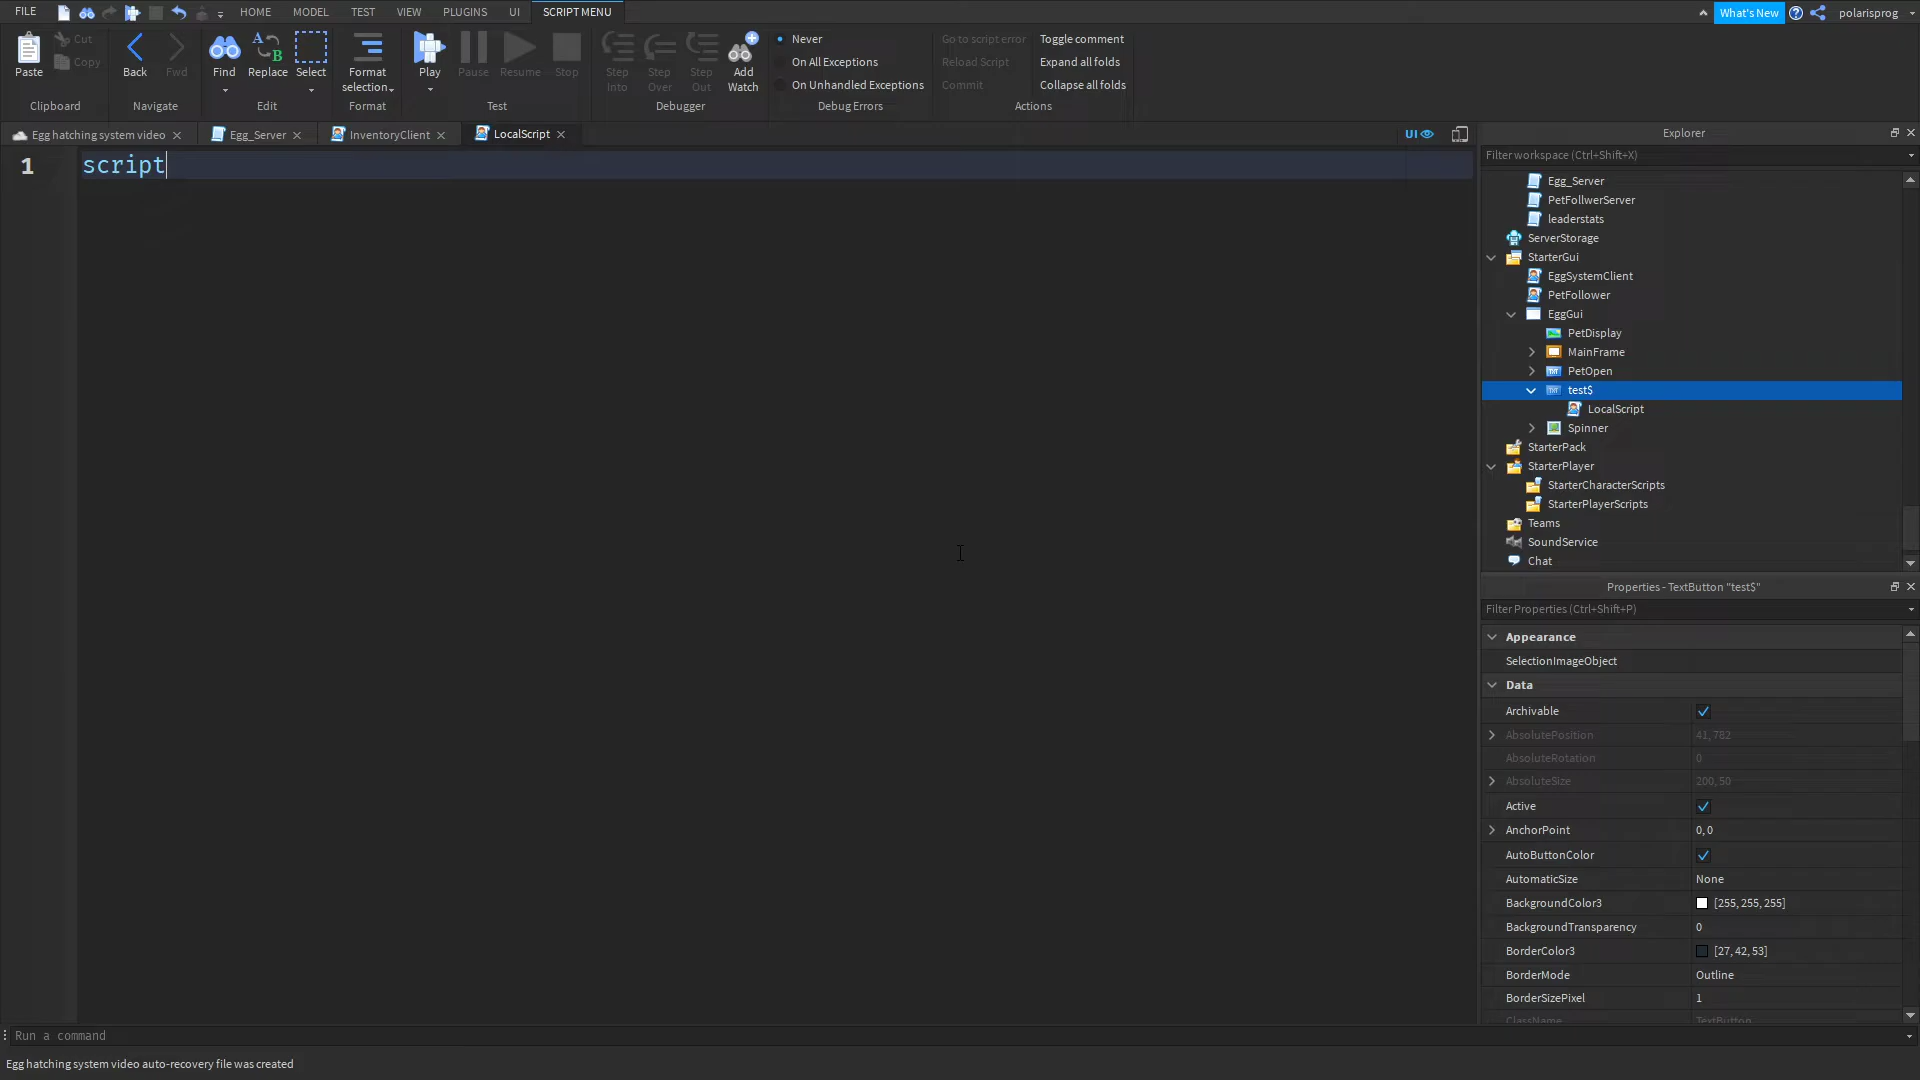 FILE HOME MODEL TEST VIEW PLUGINS UI SCRIPT MENU What's New polarisprog
Paste Cut Copy Clipboard
Back Fwd Navigate
Find Replace Select Edit
Format selection Format
Play Pause Resume Stop Test
Step Into Step Over Step Out Add Watch Debugger
Never
On All Exceptions
On Unhandled Exceptions
Debug Errors
Go to script error
Reload Script
Commit
Toggle comment
Expand all folds
Collapse all folds
Actions
Egg hatching system video Egg_Server InventoryClient LocalScript UI
1 script
Explorer
Filter workspace (Ctrl+Shift+X)
Egg_Server
PetFollwerServer
leaderstats
ServerStorage
StarterGui
EggSystemClient
PetFollower
EggGui
PetDisplay
MainFrame
PetOpen
test$
LocalScript
Spinner
StarterPack
StarterPlayer
StarterCharacterScripts
StarterPlayerScripts
Teams
SoundService
Chat
Properties - TextButton "test$"
Filter Properties (Ctrl+Shift+P)
Appearance
SelectionImageObject
Data
Archivable
AbsolutePosition 41, 782
AbsoluteRotation 0
AbsoluteSize 200, 50
Active
AnchorPoint 0, 0
AutoButtonColor
AutomaticSize None
BackgroundColor3 [255, 255, 255]
BackgroundTransparency 0
BorderColor3 [27, 42, 53]
BorderMode Outline
BorderSizePixel 1
ClassName TextButton
Run a command
Egg hatching system video auto-recovery file was created